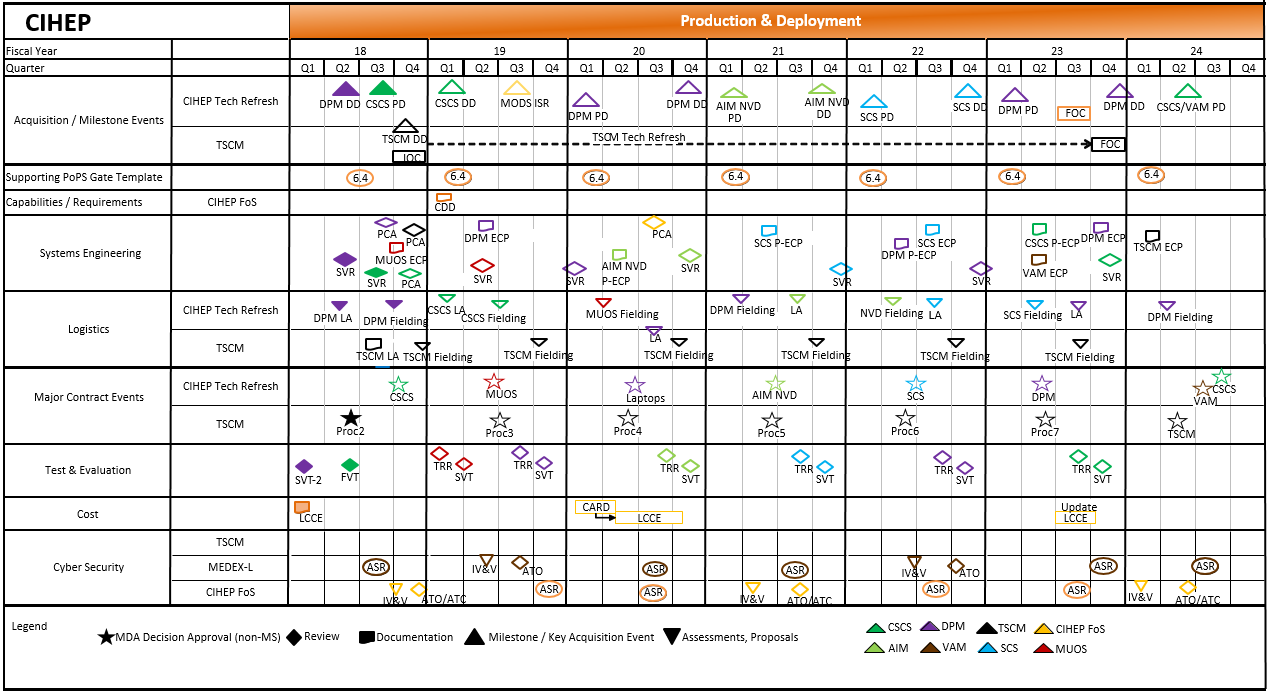 CIHEP Production & Deployment
Fiscal Year 18 19 20 21 22 23 24
Quarter Q1 Q2 Q3 Q4 Q1 Q2 Q3 Q4 Q1 Q2 Q3 Q4 Q1 Q2 Q3 Q4 Q1 Q2 Q3 Q4 Q1 Q2 Q3 Q4 Q1 Q2 Q3 Q4
Acquisition / Milestone Events
CIHEP Tech Refresh
DPM DD CSCS PD CSCS DD MODS ISR DPM PD DPM DD AIM NVD AIM NVD SCS PD SCS DD DPM PD FOC DPM DD CSCS/VAM PD
PD DD
TSCM
TSCM DD TSCM Tech Refresh FOC
IOC
Supporting PoPS Gate Template 6.4 6.4 6.4 6.4 6.4 6.4 6.4
Capabilities / Requirements CIHEP FoS CDD
Systems Engineering
PCA PCA DPM ECP PCA SCS P-ECP SCS ECP CSCS P-ECP DPM ECP TSCM ECP
MUOS ECP DPM P-ECP
SVR SVR PCA SVR SVR AIM NVD SVR SVR SVR VAM ECP SVR
P-ECP
Logistics
CIHEP Tech Refresh
DPM LA DPM Fielding CSCS LA CSCS Fielding MUOS Fielding LA DPM Fielding LA NVD Fielding LA SCS Fielding LA DPM Fielding
TSCM
TSCM LA TSCM Fielding TSCM Fielding TSCM Fielding TSCM Fielding TSCM Fielding TSCM Fielding
Major Contract Events
CIHEP Tech Refresh
CSCS MUOS Laptops AIM NVD SCS DPM VAM CSCS
TSCM
Proc2 Proc3 Proc4 Proc5 Proc6 Proc7 TSCM
Test & Evaluation
SVT-2 FVT TRR SVT TRR SVT TRR SVT TRR SVT TRR SVT TRR SVT
Cost
LCCE CARD LCCE Update
LCCE
Cyber Security
TSCM
MEDEX-L ASR IV&V ATO ASR ASR IV&V ATO ASR ASR
CIHEP FoS IV&V ATO/ATC ASR ASR IV&V ATO/ATC ASR ASR IV&V ATO/ATC
Legend
MDA Decision Approval (non-MS) Review Documentation Milestone / Key Acquisition Event Assessments, Proposals
CSCS DPM TSCM CIHEP FoS
AIM VAM SCS MUOS